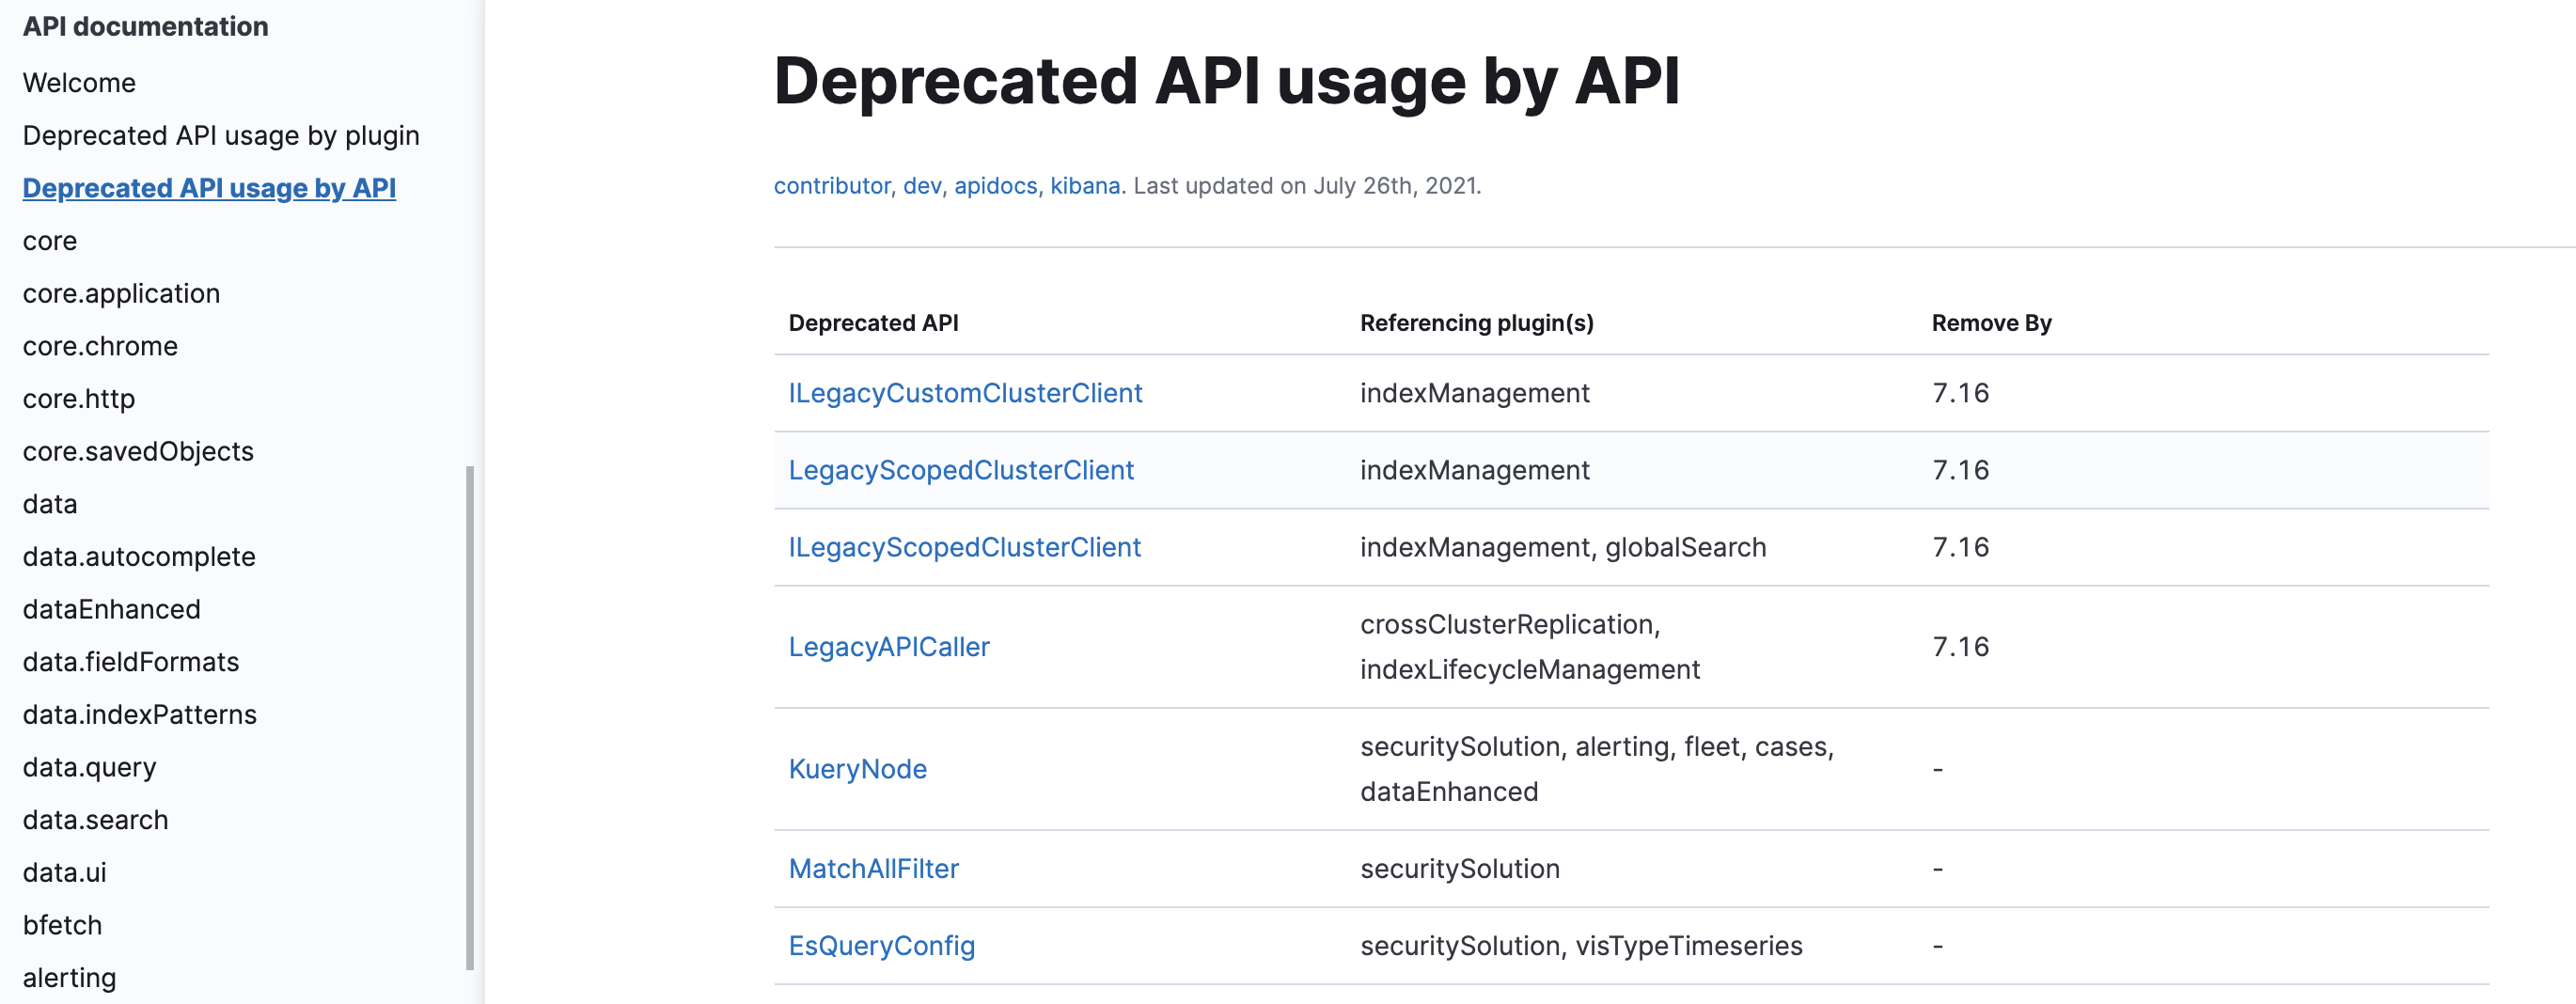 API documentation
Welcome
Deprecated API usage by plugin
Deprecated API usage by API
core
core.application
core.chrome
core.http
core.savedObjects
data
data.autocomplete
dataEnhanced
data.fieldFormats
data.indexPatterns
data.query
data.search
data.ui
bfetch
alerting
Deprecated API usage by API
contributor, dev, apidocs, kibana. Last updated on July 26th, 2021.
Deprecated API Referencing plugin(s) Remove By
ILegacyCustomClusterClient indexManagement 7.16
LegacyScopedClusterClient indexManagement 7.16
ILegacyScopedClusterClient indexManagement, globalSearch 7.16
LegacyAPICaller crossClusterReplication, 7.16
indexLifecycleManagement
KueryNode securitySolution, alerting, fleet, cases, -
dataEnhanced
MatchAllFilter securitySolution -
EsQueryConfig securitySolution, visTypeTimeseries -